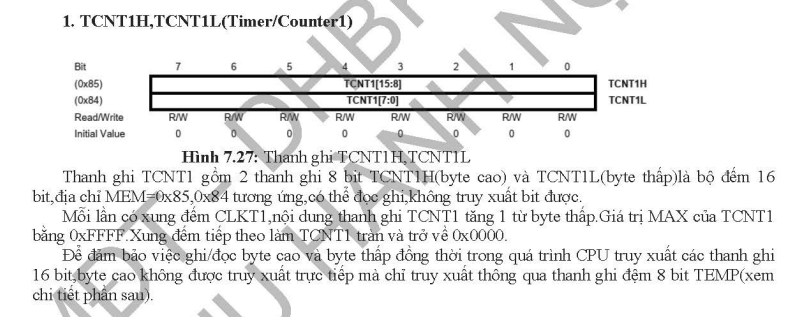 1. TCNT1H,TCNT1L(Timer/Counter1)
Bit 7 6 5 4 3 2 1 0
(0x85) TCNT1[15:8] TCNT1H
(0x84) TCNT1[7:0] TCNT1L
Read/Write R/W R/W R/W R/W R/W R/W R/W R/W
Initial Value 0 0 0 0 0 0 0 0
Hình 7.27: Thanh ghi TCNT1H,TCNT1L
Thanh ghi TCNT1 gồm 2 thanh ghi 8 bit TCNT1H(byte cao) và TCNT1L(byte thấp)là bộ đếm 16
bit,địa chỉ MEM=0x85,0x84 tương ứng,có thể đọc ghi,không truy xuất bit được.
Mỗi lần có xung đếm CLKT1,nội dung thanh ghi TCNT1 tăng 1 từ byte thấp.Giá trị MAX của TCNT1
bằng 0xFFFF.Xung đếm tiếp theo làm TCNT1 tràn và trở về 0x0000.
Để đảm bảo việc ghi/đọc byte cao và byte thấp đồng thời trong quá trình CPU truy xuất các thanh ghi
16 bit,byte cao không được truy xuất trực tiếp mà chỉ truy xuất thông qua thanh ghi đệm 8 bit TEMP(xem
chi tiết phần sau).